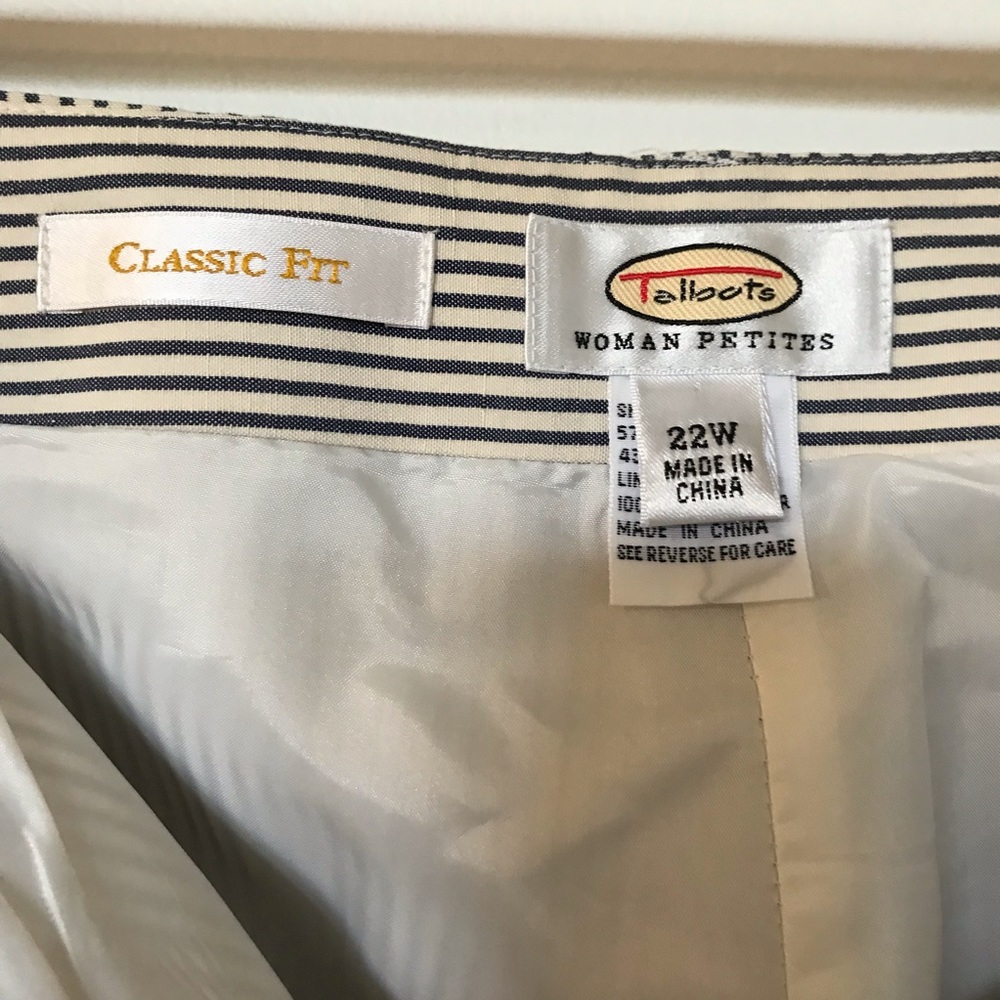 CLASSIC FIT
Talbots
WOMAN PETITES
22W
MADE IN
CHINA
MADE IN CHINA
SEE REVERSE FOR CARE